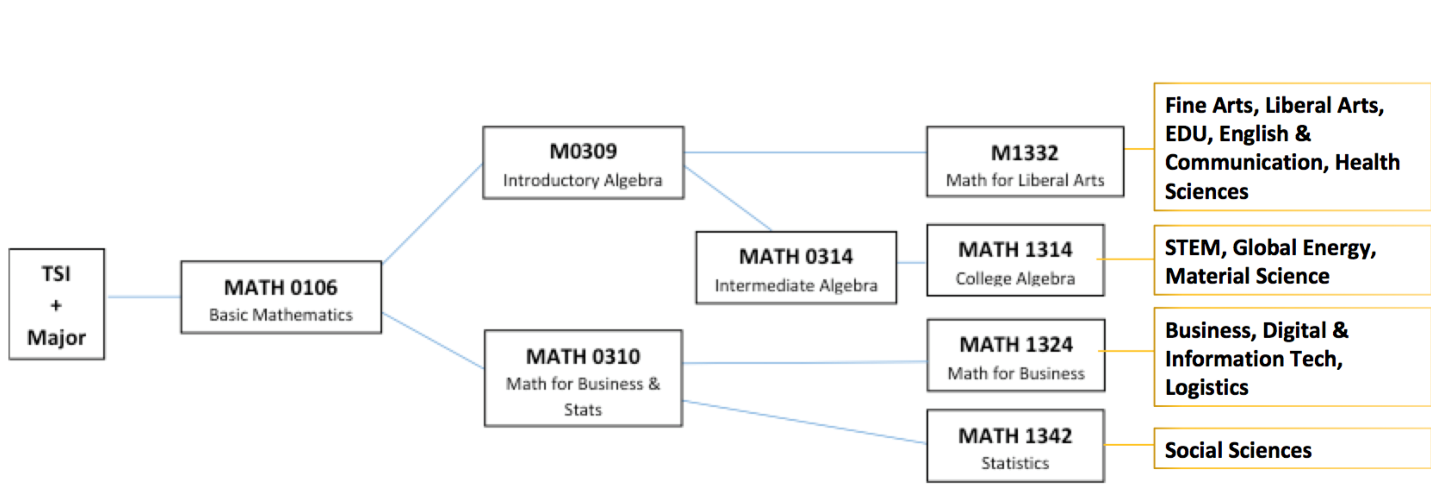 TSI
+
Major
MATH 0106
Basic Mathematics
M0309
Introductory Algebra
MATH 0310
Math for Business &
Stats
MATH 0314
Intermediate Algebra
M1332
Math for Liberal Arts
MATH 1314
College Algebra
MATH 1324
Math for Business
MATH 1342
Statistics
Fine Arts, Liberal Arts,
EDU, English &
Communication, Health
Sciences
STEM, Global Energy,
Material Science
Business, Digital &
Information Tech,
Logistics
Social Sciences